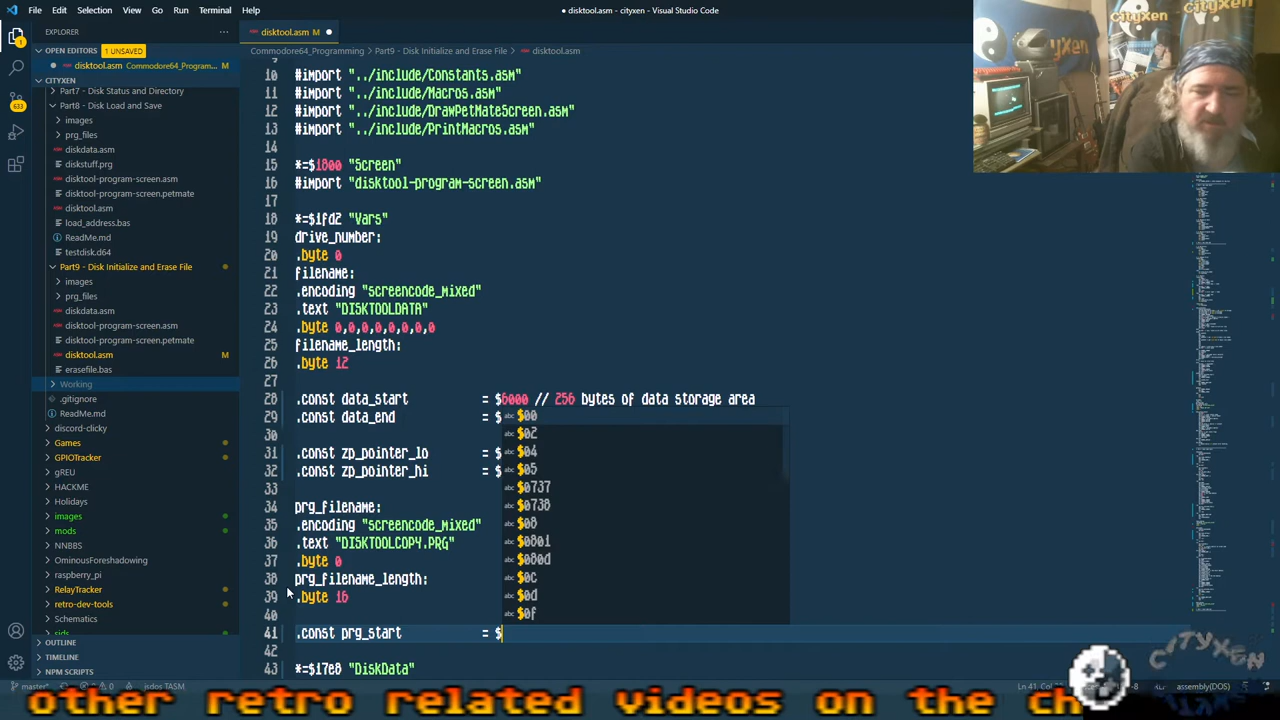 File Edit Selection View Go Run Terminal Help
● disktool.asm - cityxen - Visual Studio Code
EXPLORER
OPEN EDITORS 1 UNSAVED
disktool.asm Commodore64_Program... M
CITYXEN
Part7 - Disk Status and Directory
Part8 - Disk Load and Save
images
prg_files
diskdata.asm
diskstuff.prg
disktool-program-screen.asm
disktool-program-screen.petmate
disktool.asm
load_address.bas
ReadMe.md
testdisk.d64
Part9 - Disk Initialize and Erase File
images
prg_files
diskdata.asm
disktool-program-screen.asm
disktool-program-screen.petmate
disktool.asm M
erasefile.bas
Working
.gitignore
ReadMe.md
discord-clicky
Games
GPIOTracker
gREU
HACKME
Holidays
images
mods
NNBBS
OminousForeshadowing
raspberry_pi
RelayTracker
retro-dev-tools
Schematics
sids
OUTLINE
TIMELINE
NPM SCRIPTS
1
633
disktool.asm M
Commodore64_Programming > Part9 - Disk Initialize and Erase File > disktool.asm
10 #import "../include/Constants.asm"
11 #import "../include/Macros.asm"
12 #import "../include/DrawPetMateScreen.asm"
13 #import "../include/PrintMacros.asm"
14
15 *=$1800 "Screen"
16 #import "disktool-program-screen.asm"
17
18 *=$1fd2 "Vars"
19 drive_number:
20 .byte 0
21 filename:
22 .encoding "screencode_mixed"
23 .text "DISKTOOLDATA"
24 .byte 0,0,0,0,0,0,0,0
25 filename_length:
26 .byte 12
27
28 .const data_start = $6000 // 256 bytes of data storage area
29 .const data_end = $
30
31 .const zp_pointer_lo = $
32 .const zp_pointer_hi = $
33
34 prg_filename:
35 .encoding "screencode_mixed"
36 .text "DISKTOOLCOPY.PRG"
37 .byte 0
38 prg_filename_length:
39 .byte 16
40
41 .const prg_start = $
42
43 *=$17e8 "DiskData"
abc $00
abc $02
abc $04
abc $05
abc $0737
abc $0738
abc $08
abc $0801
abc $080d
abc $0c
abc $0d
abc $0f
cityxen
CITYXEN
master* jsdos TASM
assembly(DOS)
other retro related videos on the ch